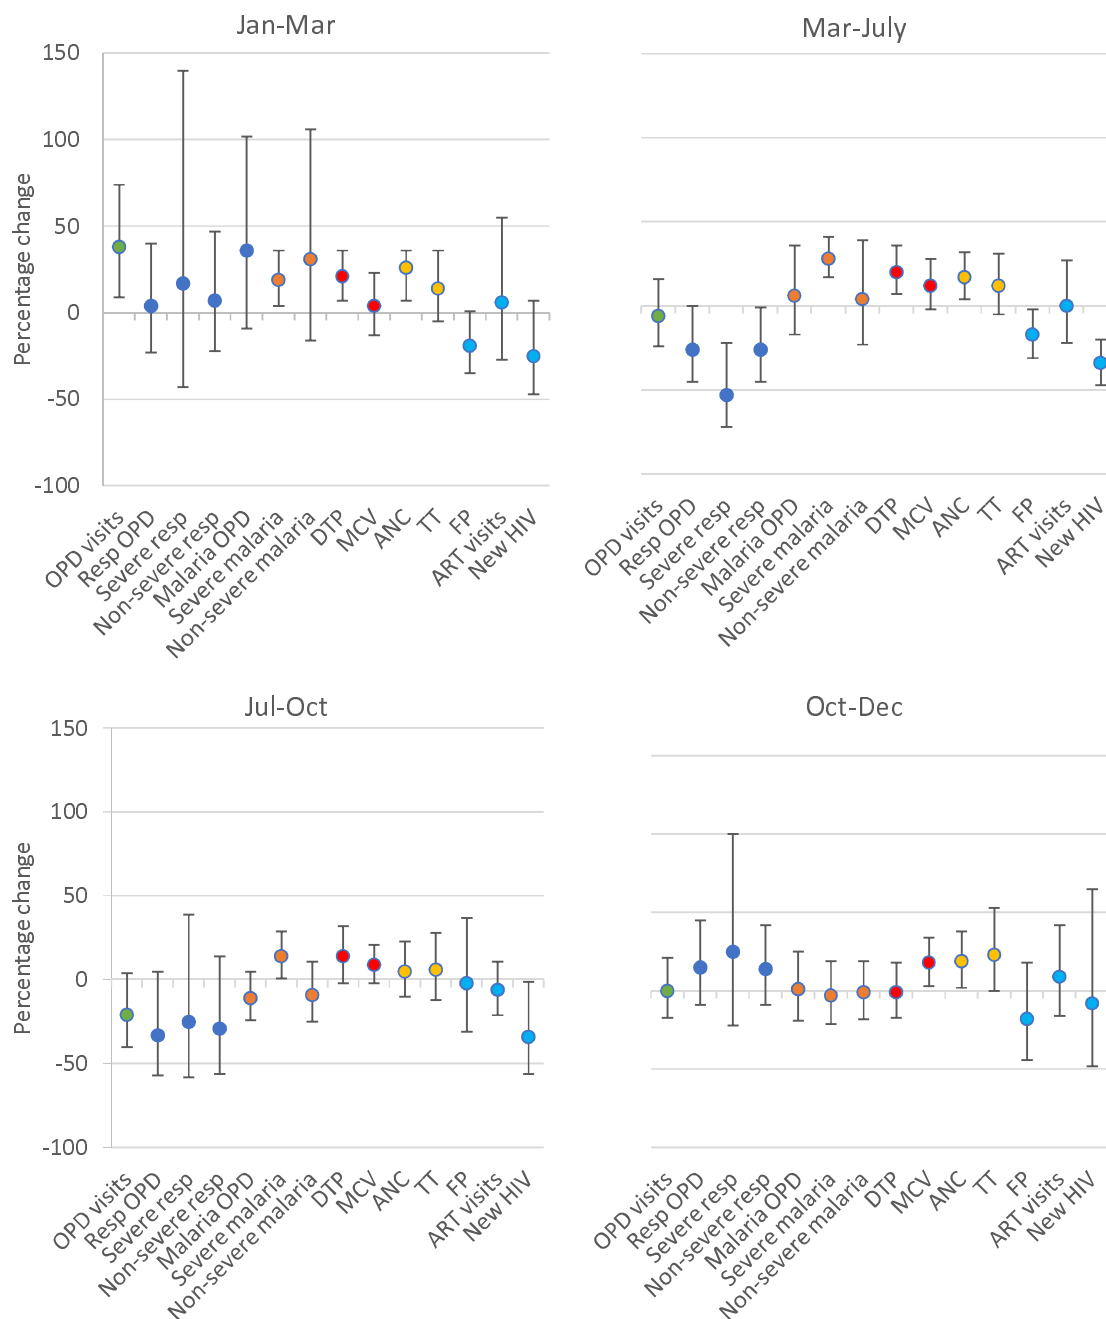 Jan-Mar
Mar-July
Percentage change
150
100
50
0
-50
-100
OPD visits
Resp OPD
Severe resp
Non-severe resp
Malaria OPD
Severe malaria
Non-severe malaria
DTP
MCV
ANC
TT
FP
ART visits
New HIV
OPD visits
Resp OPD
Severe resp
Non-severe resp
Malaria OPD
Severe malaria
Non-severe malaria
DTP
MCV
ANC
TT
FP
ART visits
New HIV
Jul-Oct
Oct-Dec
Percentage change
150
100
50
0
-50
-100
OPD visits
Resp OPD
Severe resp
Non-severe resp
Malaria OPD
Severe malaria
Non-severe malaria
DTP
MCV
ANC
TT
FP
ART visits
New HIV
OPD visits
Resp OPD
Severe resp
Non-severe resp
Malaria OPD
Severe malaria
Non-severe malaria
DTP
MCV
ANC
TT
FP
ART visits
New HIV